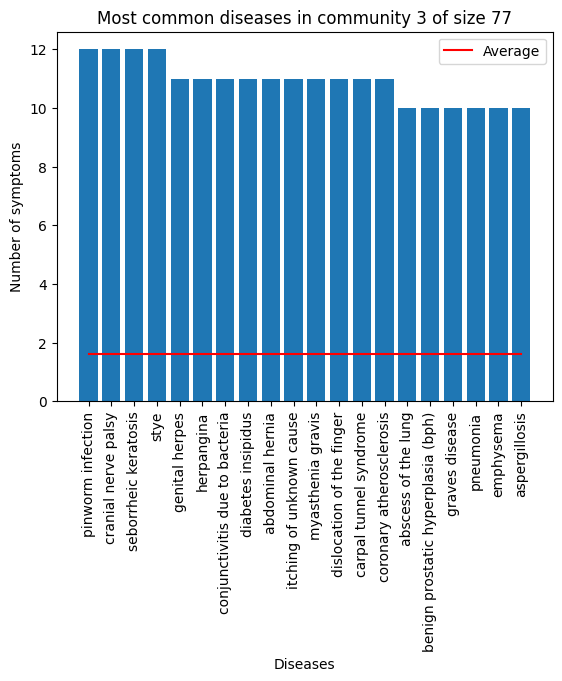 Most common diseases in community 3 of size 77
Average
Number of symptoms
12
10
8
6
4
2
0
pinworm infection
cranial nerve palsy
seborrheic keratosis
stye
genital herpes
herpangina
conjunctivitis due to bacteria
diabetes insipidus
abdominal hernia
itching of unknown cause
myasthenia gravis
dislocation of the finger
carpal tunnel syndrome
coronary atherosclerosis
abscess of the lung
benign prostatic hyperplasia (bph)
graves disease
pneumonia
emphysema
aspergillosis
Diseases